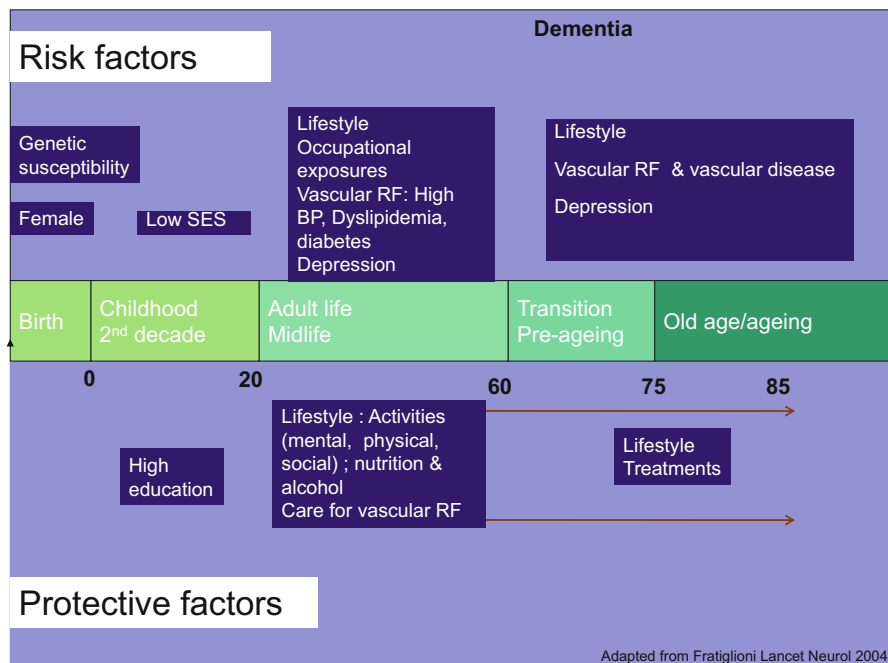 Dementia
Risk factors
Genetic
susceptibility
Female
Low SES
Lifestyle
Occupational
exposures
Vascular RF: High
BP, Dyslipidemia,
diabetes
Depression
Lifestyle
Vascular RF & vascular disease
Depression
Birth
Childhood
2nd decade
Adult life
Midlife
Transition
Pre-ageing
Old age/ageing
0
20
60
75
85
High
education
Lifestyle : Activities
(mental, physical,
social) ; nutrition &
alcohol
Care for vascular RF
Lifestyle
Treatments
Protective factors
Adapted from Fratiglioni Lancet Neurol 2004